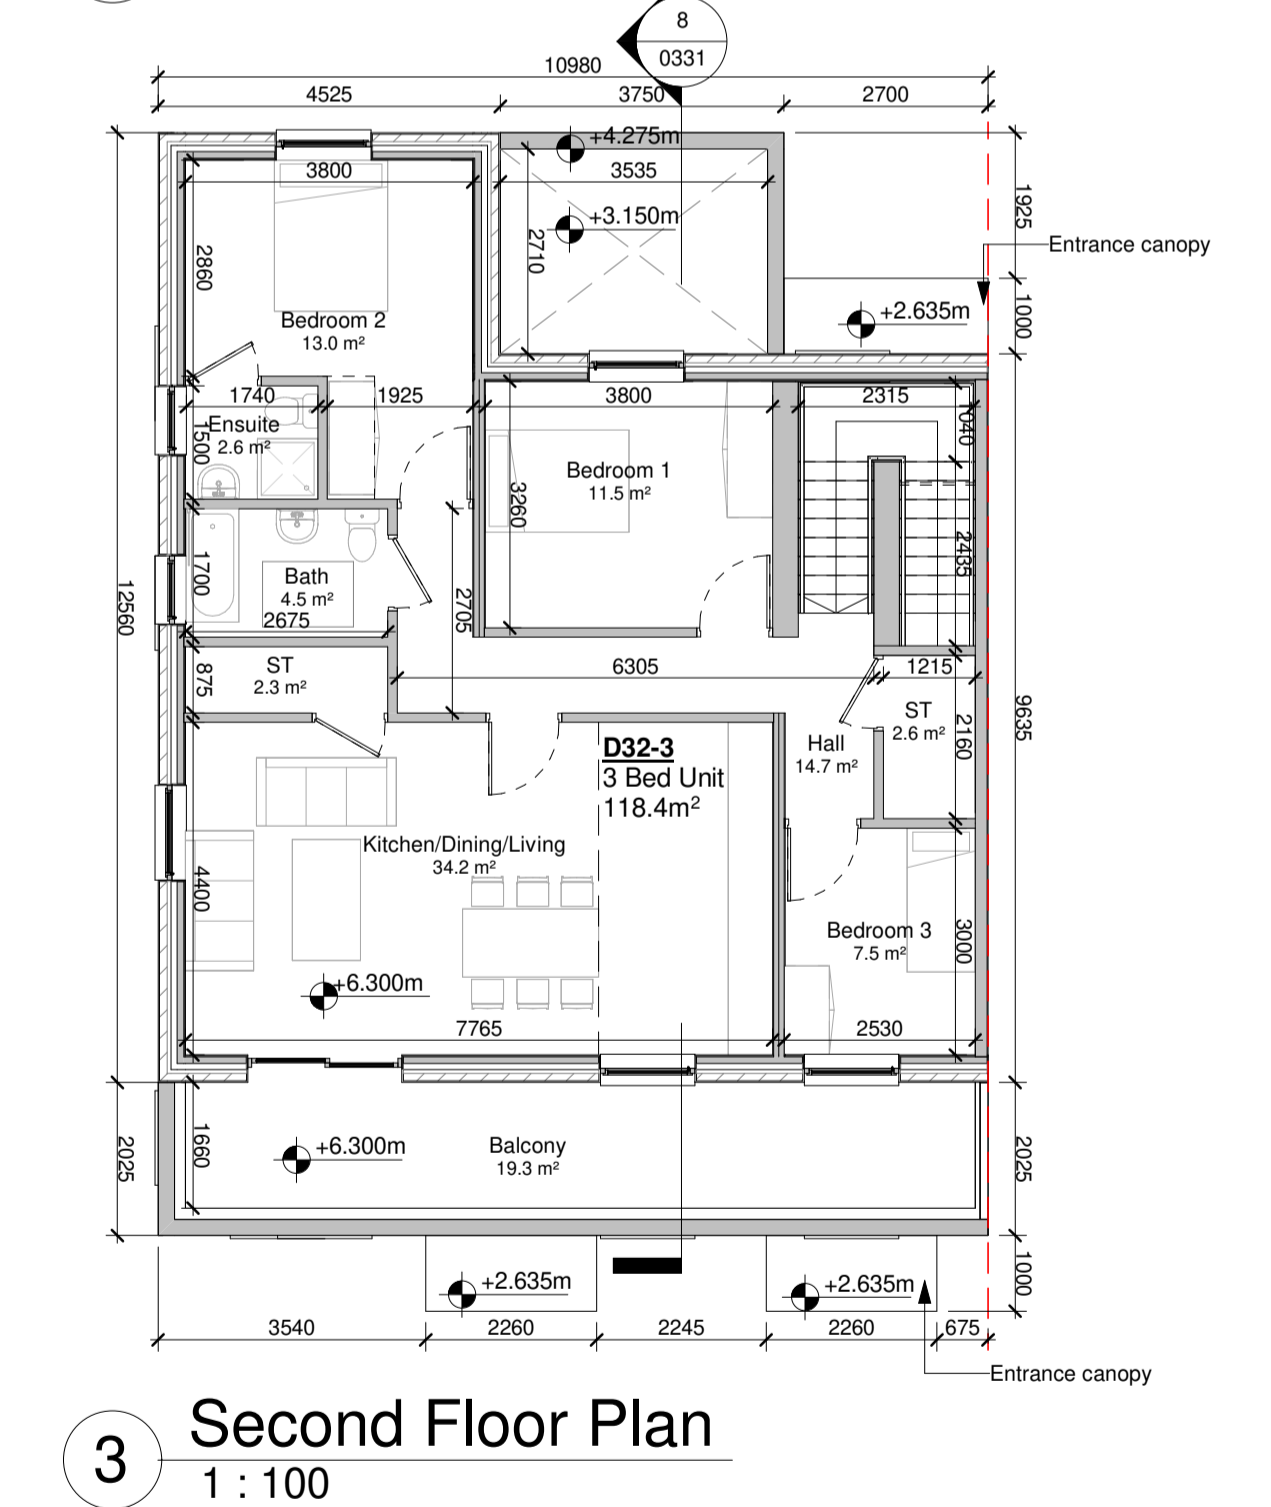 8
0331
10980
4525
3750
2700
+4.275m
3800
3535
+3.150m
1925
2710
Entrance canopy
2860
1000
+2.635m
Bedroom 2
13.0 m²
1740
1925
3800
2315
1040
Ensuite
2.6 m²
1500
Bedroom 1
11.5 m²
3260
2435
12560
1700
Bath
4.5 m²
2675
2705
ST
2.3 m²
875
6305
1215
9635
ST
2.6 m²
2160
Hall
14.7 m²
D32-3
3 Bed Unit
118.4m²
Kitchen/Dining/Living
34.2 m²
4400
Bedroom 3
7.5 m²
3000
+6.300m
7765
2530
2025
1660
+6.300m
Balcony
19.3 m²
2025
+2.635m
+2.635m
1000
3540
2260
2245
2260
675
Entrance canopy
3
Second Floor Plan
1 : 100